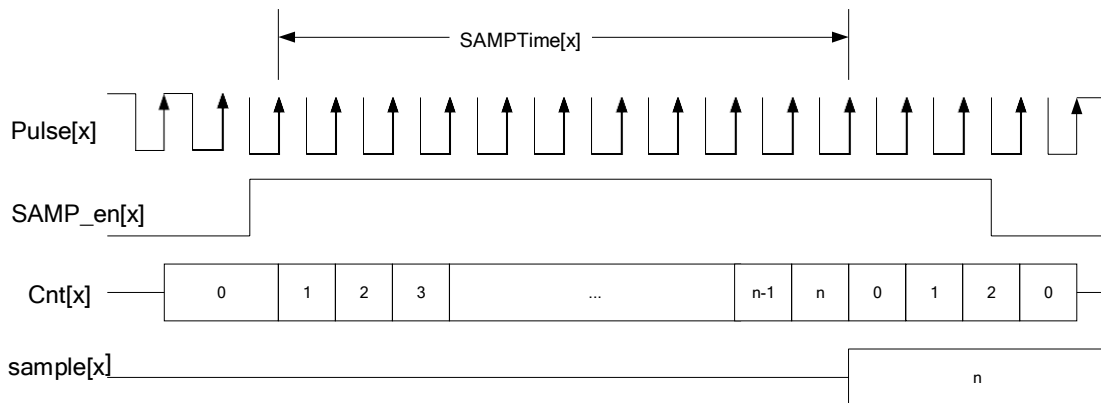 SAMPTime[x]
Pulse[x]
SAMP_en[x]
Cnt[x] 0 1 2 3 ... n-1 n 0 1 2 0
sample[x] n